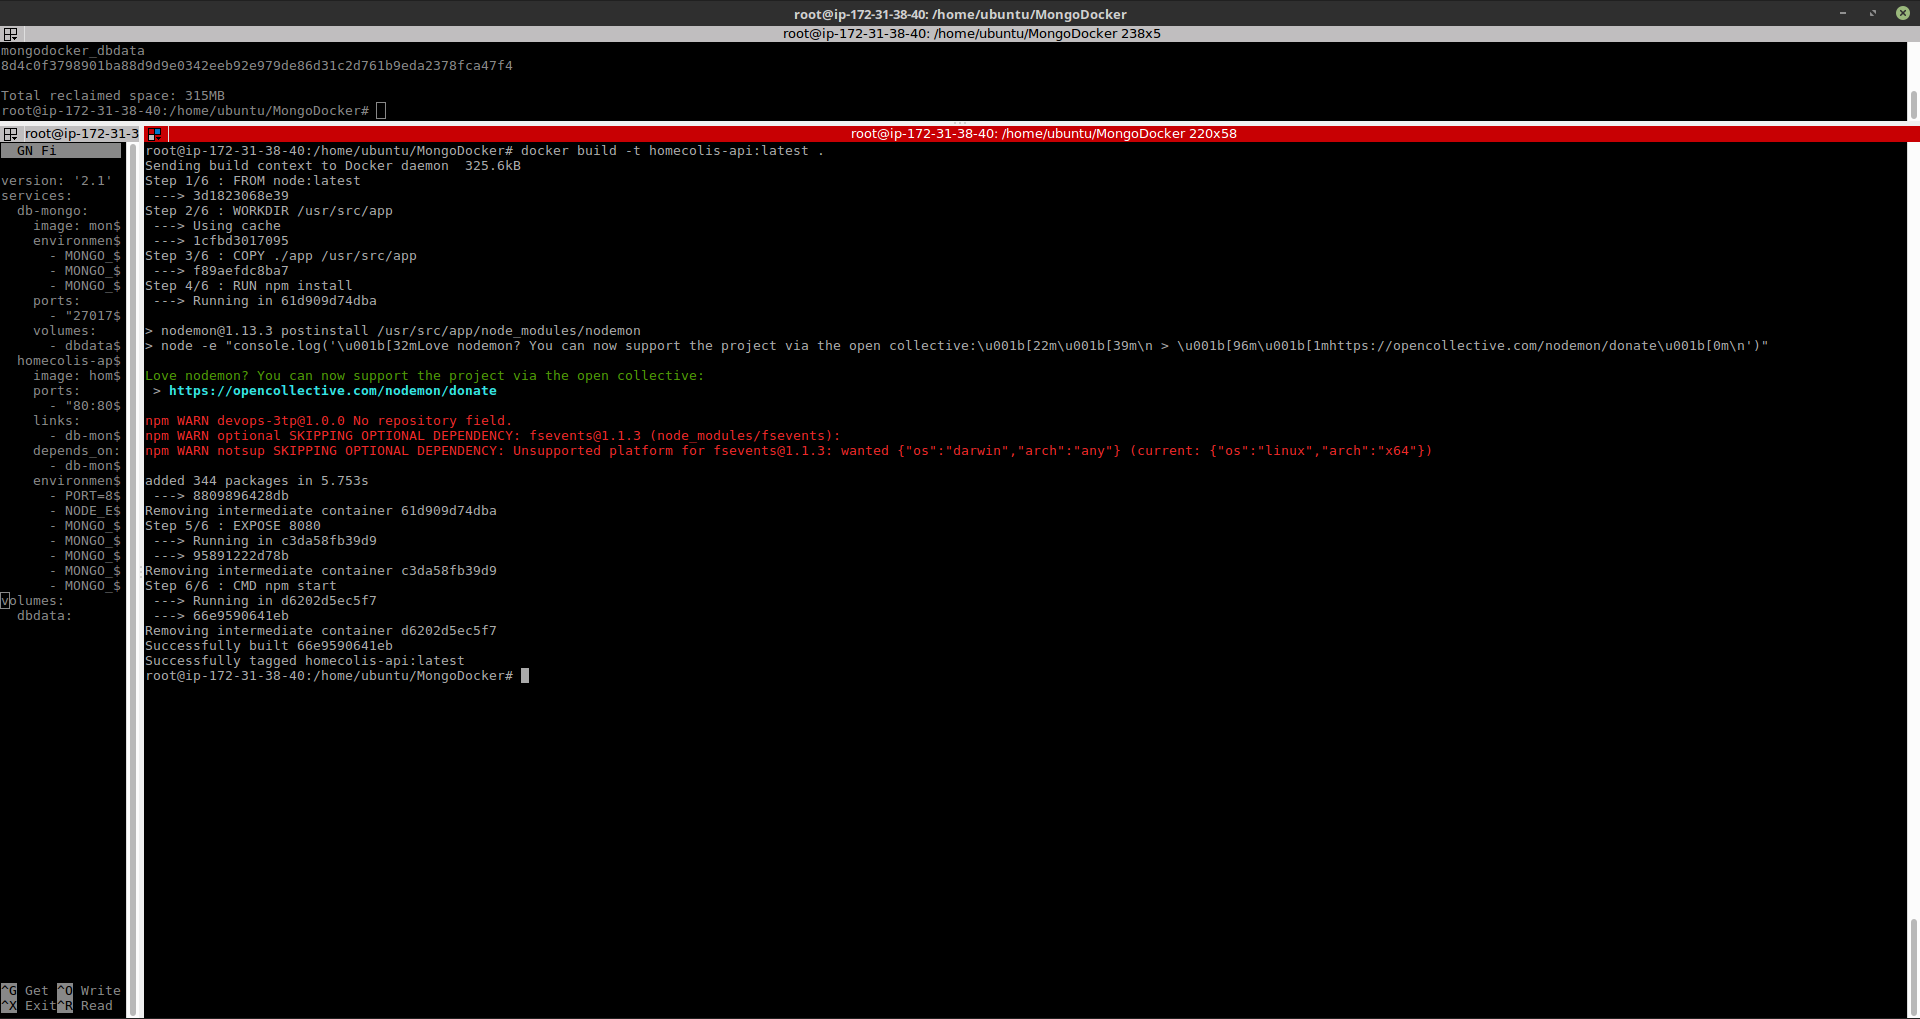 root@ip-172-31-38-40: /home/ubuntu/MongoDocker
root@ip-172-31-38-40: /home/ubuntu/MongoDocker 238x5
mongodocker_dbdata
8d4c0f3798901ba88d9d9e0342eeb92e979de86d31c2d761b9eda2378fca47f4
Total reclaimed space: 315MB
root@ip-172-31-38-40:/home/ubuntu/MongoDocker#
root@ip-172-31-3
GN Fi
version: '2.1'
services:
  db-mongo:
    image: mon$
    environmen$
      - MONGO_$
      - MONGO_$
      - MONGO_$
    ports:
      - "27017$
    volumes:
      - dbdata$
  homecolis-ap$
    image: hom$
    ports:
      - "80:80$
    links:
      - db-mon$
    depends_on:
      - db-mon$
    environmen$
      - PORT=8$
      - NODE_E$
      - MONGO_$
      - MONGO_$
      - MONGO_$
      - MONGO_$
      - MONGO_$
volumes:
  dbdata:
^G Get ^O Write
^X Exit^R Read
root@ip-172-31-38-40: /home/ubuntu/MongoDocker 220x58
root@ip-172-31-38-40:/home/ubuntu/MongoDocker# docker build -t homecolis-api:latest .
Sending build context to Docker daemon  325.6kB
Step 1/6 : FROM node:latest
 ---> 3d1823068e39
Step 2/6 : WORKDIR /usr/src/app
 ---> Using cache
 ---> 1cfbd3017095
Step 3/6 : COPY ./app /usr/src/app
 ---> f89aefdc8ba7
Step 4/6 : RUN npm install
 ---> Running in 61d909d74dba
> nodemon@1.13.3 postinstall /usr/src/app/node_modules/nodemon
> node -e "console.log('\u001b[32mLove nodemon? You can now support the project via the open collective:\u001b[22m\u001b[39m\n > \u001b[96m\u001b[1mhttps://opencollective.com/nodemon/donate\u001b[0m\n')"
Love nodemon? You can now support the project via the open collective:
 > https://opencollective.com/nodemon/donate
npm WARN devops-3tp@1.0.0 No repository field.
npm WARN optional SKIPPING OPTIONAL DEPENDENCY: fsevents@1.1.3 (node_modules/fsevents):
npm WARN notsup SKIPPING OPTIONAL DEPENDENCY: Unsupported platform for fsevents@1.1.3: wanted {"os":"darwin","arch":"any"} (current: {"os":"linux","arch":"x64"})
added 344 packages in 5.753s
 ---> 8809896428db
Removing intermediate container 61d909d74dba
Step 5/6 : EXPOSE 8080
 ---> Running in c3da58fb39d9
 ---> 95891222d78b
Removing intermediate container c3da58fb39d9
Step 6/6 : CMD npm start
 ---> Running in d6202d5ec5f7
 ---> 66e9590641eb
Removing intermediate container d6202d5ec5f7
Successfully built 66e9590641eb
Successfully tagged homecolis-api:latest
root@ip-172-31-38-40:/home/ubuntu/MongoDocker#